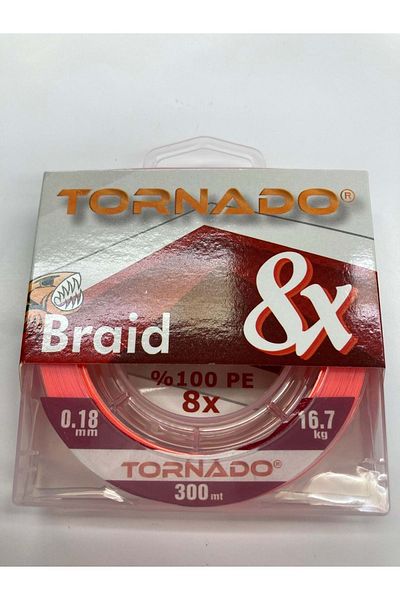 TORNADO®
Braid
8x
%100 PE
8x
0.18
mm
16.7
kg
TORNADO®
300 mt